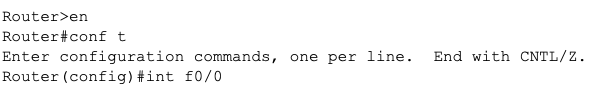 Router>en
Router#conf t
Enter configuration commands, one per line.  End with CNTL/Z.
Router(config)#int f0/0